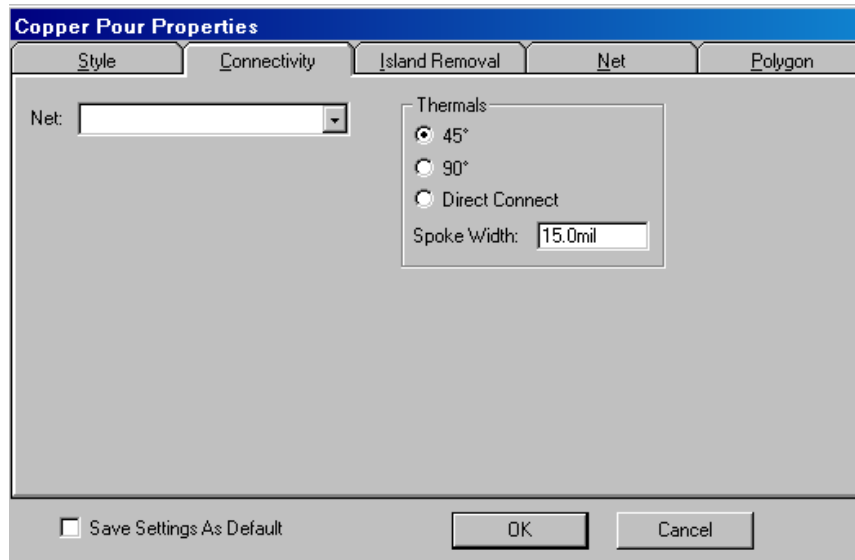 Copper Pour Properties
Style Connectivity Island Removal Net Polygon
Net:
Thermals
45°
90°
Direct Connect
Spoke Width: 15.0mil
Save Settings As Default OK Cancel